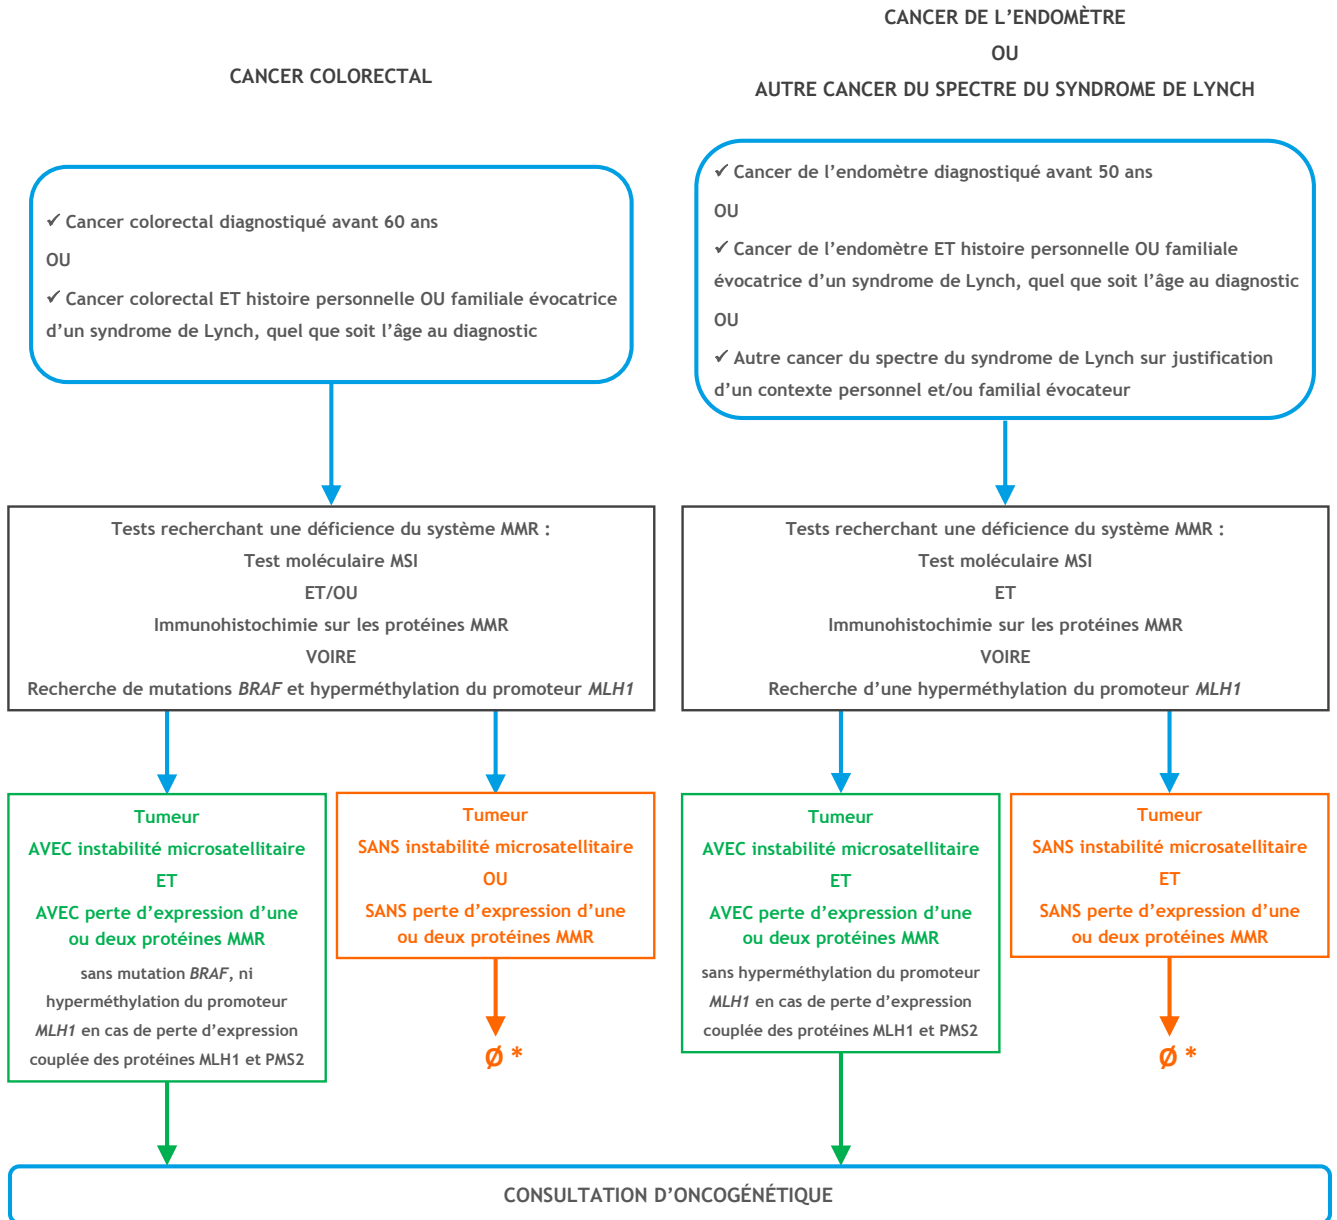 CANCER COLORECTAL
✓ Cancer colorectal diagnostiqué avant 60 ans
OU
✓ Cancer colorectal ET histoire personnelle OU familiale évocatrice
d’un syndrome de Lynch, quel que soit l’âge au diagnostic
CANCER DE L’ENDOMÈTRE
OU
AUTRE CANCER DU SPECTRE DU SYNDROME DE LYNCH
✓ Cancer de l’endomètre diagnostiqué avant 50 ans
OU
✓ Cancer de l’endomètre ET histoire personnelle OU familiale
évocatrice d’un syndrome de Lynch, quel que soit l’âge au diagnostic
OU
✓ Autre cancer du spectre du syndrome de Lynch sur justification
d’un contexte personnel et/ou familial évocateur
Tests recherchant une déficience du système MMR :
Test moléculaire MSI
ET/OU
Immunohistochimie sur les protéines MMR
VOIRE
Recherche de mutations BRAF et hyperméthylation du promoteur MLH1
Tests recherchant une déficience du système MMR :
Test moléculaire MSI
ET
Immunohistochimie sur les protéines MMR
VOIRE
Recherche d’une hyperméthylation du promoteur MLH1
Tumeur
AVEC instabilité microsatellitaire
ET
AVEC perte d’expression d’une
ou deux protéines MMR
sans mutation BRAF, ni
hyperméthylation du promoteur
MLH1 en cas de perte d’expression
couplée des protéines MLH1 et PMS2
Tumeur
SANS instabilité microsatellitaire
OU
SANS perte d’expression d’une
ou deux protéines MMR
Ø *
Tumeur
AVEC instabilité microsatellitaire
ET
AVEC perte d’expression d’une
ou deux protéines MMR
sans hyperméthylation du promoteur
MLH1 en cas de perte d’expression
couplée des protéines MLH1 et PMS2
Tumeur
SANS instabilité microsatellitaire
ET
SANS perte d’expression d’une
ou deux protéines MMR
Ø *
CONSULTATION D’ONCOGÉNÉTIQUE